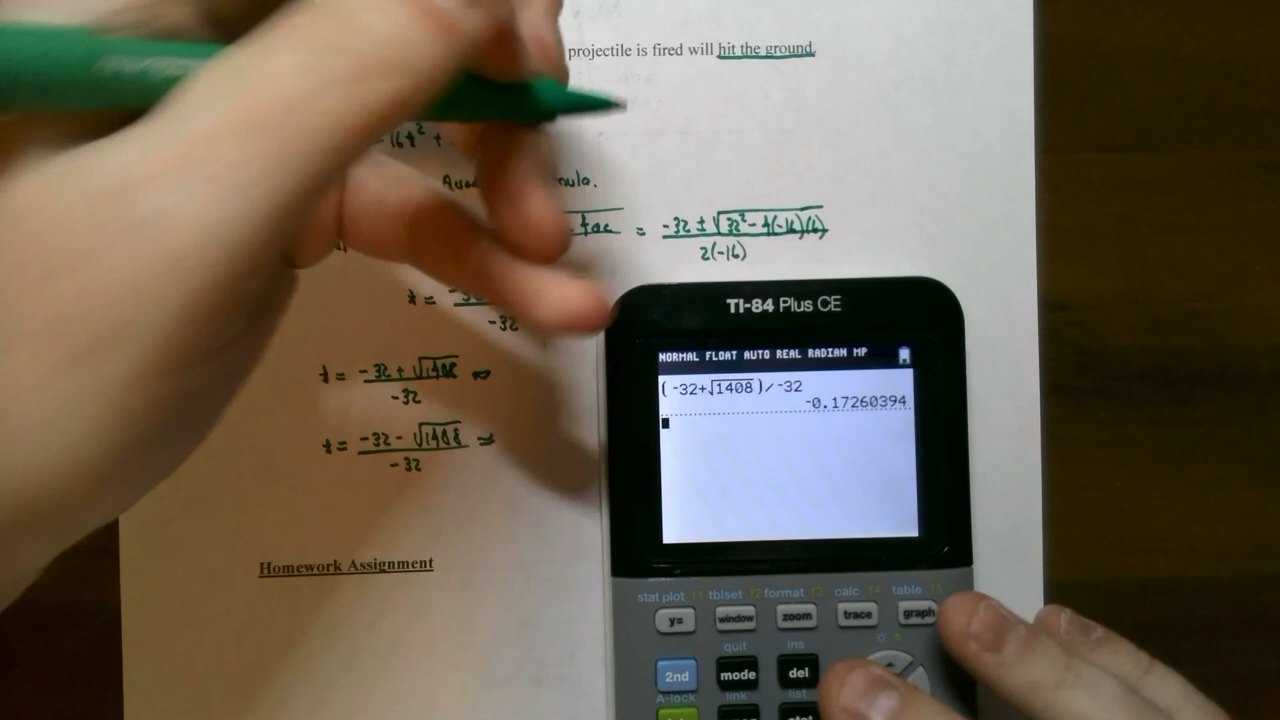 projectile is fired will hit the ground.
- 16t² +
= -32 ± √32² - 4(-16)(6)
2(-16)
t =
-32
t = -32 + √1408
-32
t = -32 - √1408
-32
Homework Assignment
TI-84 Plus CE
NORMAL FLOAT AUTO REAL RADIAN MP
(-32+√1408)/-32
-0.17260394
stat plot f1 tblset f2 format f3 calc f4 table f5
y= window zoom trace graph
quit ins
2nd mode del
A-lock link list